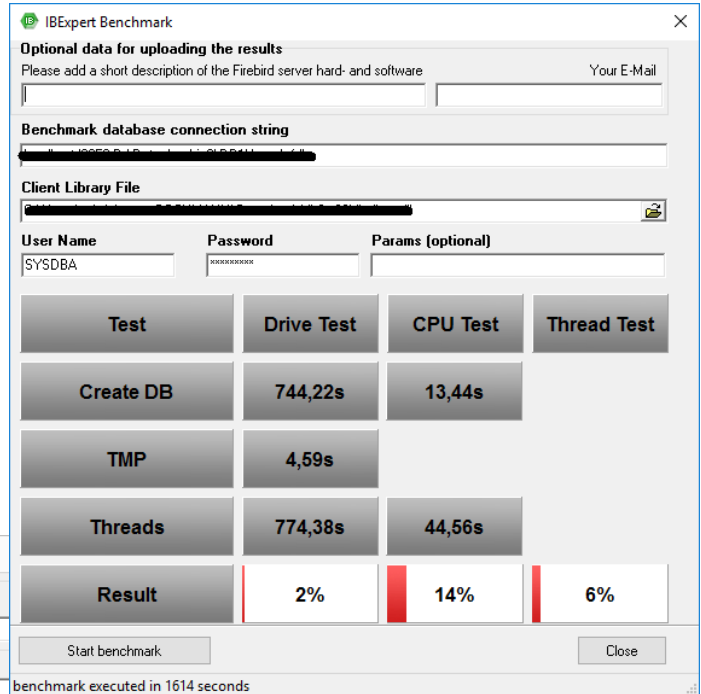 IBExpert Benchmark
Optional data for uploading the results
Please add a short description of the Firebird server hard- and software Your E-Mail
Benchmark database connection string
Client Library File
User Name Password Params (optional)
SYSDBA *********
Test Drive Test CPU Test Thread Test
Create DB 744,22s 13,44s
TMP 4,59s
Threads 774,38s 44,56s
Result 2% 14% 6%
Start benchmark Close
benchmark executed in 1614 seconds